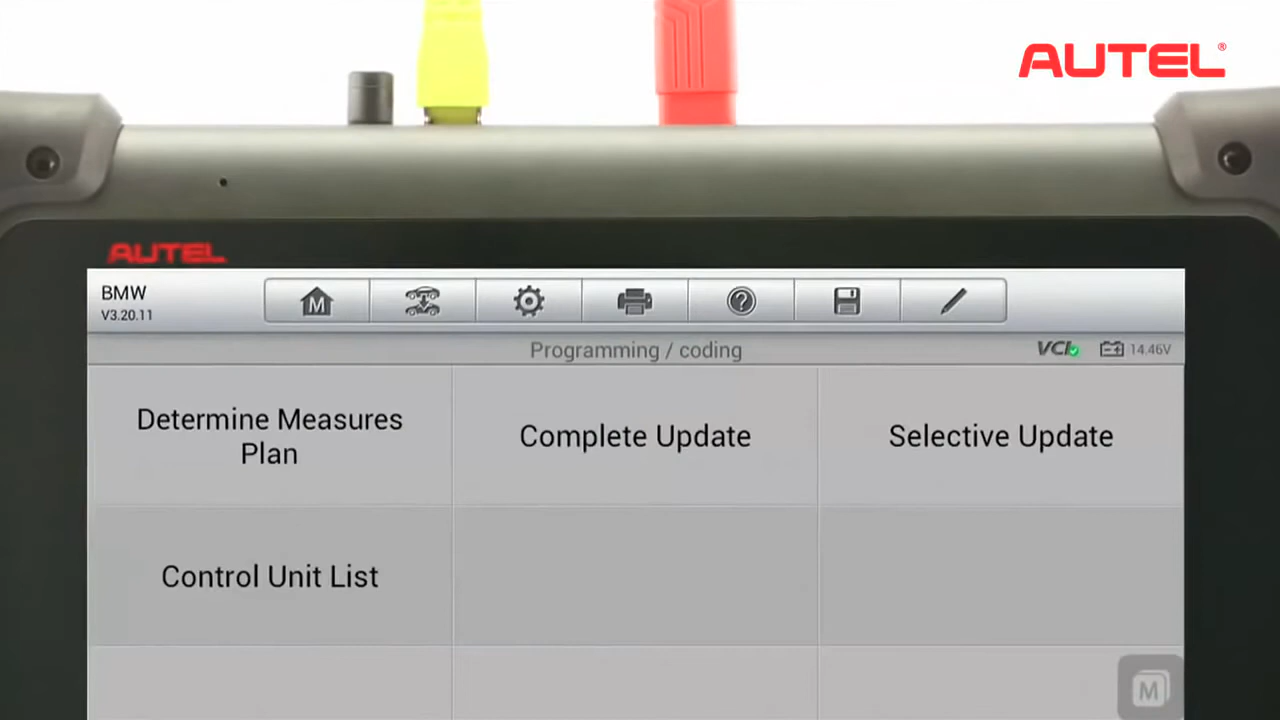 AUTEL®
AUTEL
BMW
V3.20.11
M
?
Programming / coding
VCI
14.46V
Determine Measures
Plan
Complete Update
Selective Update
Control Unit List
M